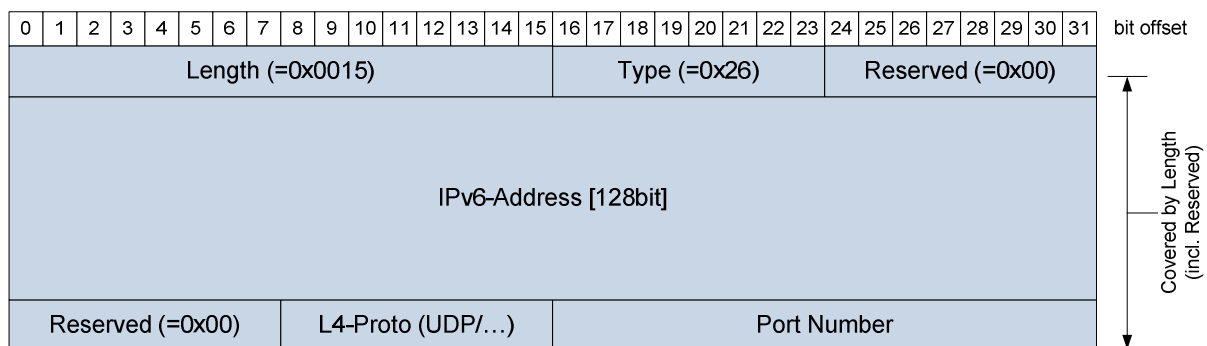 0 1 2 3 4 5 6 7 8 9 10 11 12 13 14 15 16 17 18 19 20 21 22 23 24 25 26 27 28 29 30 31 bit offset
Length (=0x0015) Type (=0x26) Reserved (=0x00)
IPv6-Address [128bit]
Reserved (=0x00) L4-Proto (UDP/…) Port Number
Covered by Length
(incl. Reserved)